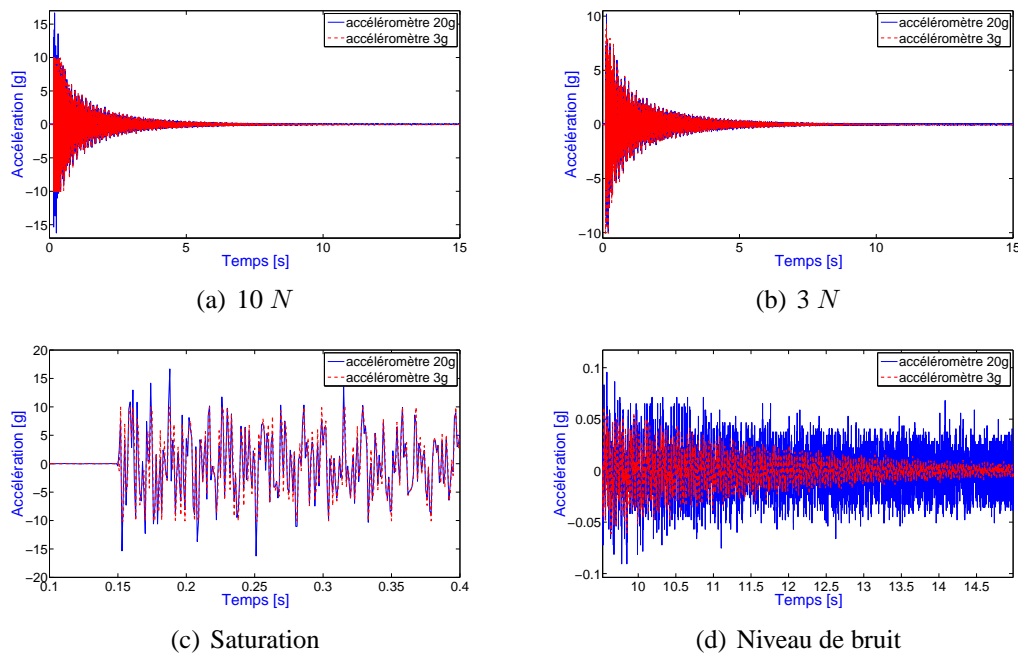 accéléromètre 20g
accéléromètre 3g
15
10
5
0
−5
−10
−15
Accélération [g]
0 5 10 15
Temps [s]
(a) 10 N
accéléromètre 20g
accéléromètre 3g
10
5
0
−5
−10
Accélération [g]
0 5 10 15
Temps [s]
(b) 3 N
accéléromètre 20g
accéléromètre 3g
20
15
10
5
0
−5
−10
−15
−20
Accélération [g]
0.1 0.15 0.2 0.25 0.3 0.35 0.4
Temps [s]
(c) Saturation
accéléromètre 20g
accéléromètre 3g
0.1
0.05
0
−0.05
−0.1
Accélération [g]
10 10.5 11 11.5 12 12.5 13 13.5 14 14.5
Temps [s]
(d) Niveau de bruit